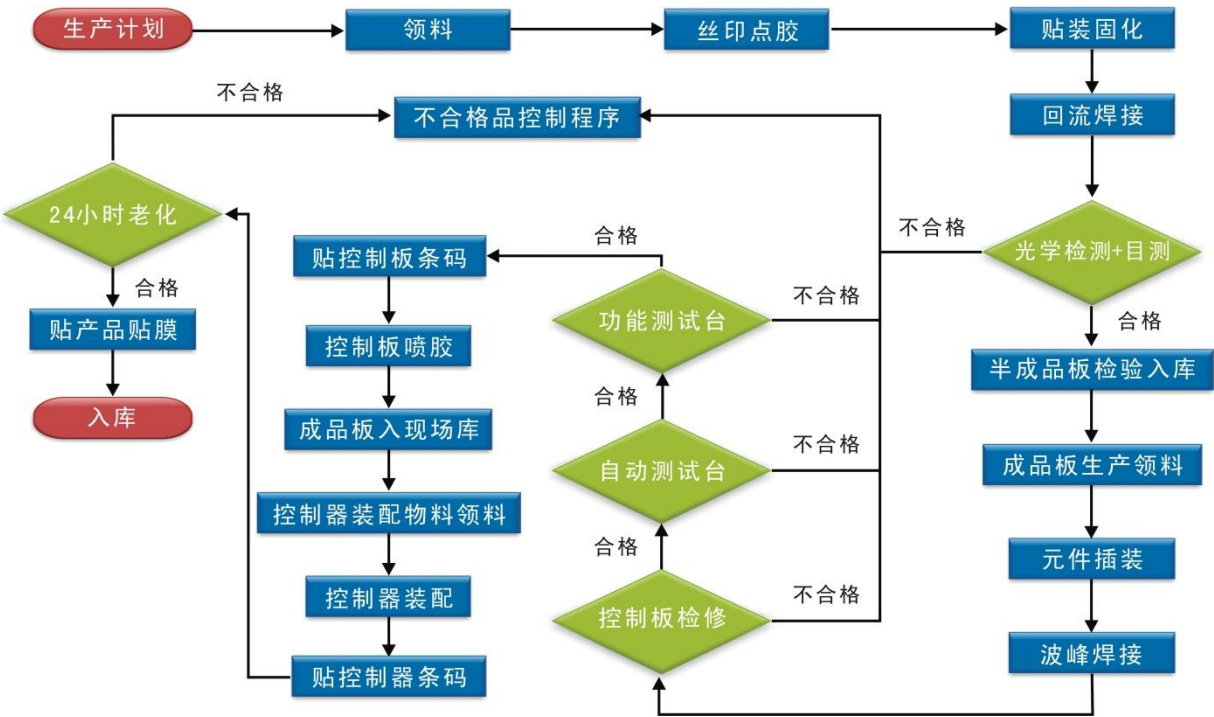 生产计划
领料
丝印点胶
贴装固化
不合格
不合格品控制程序
回流焊接
24小时老化
合格
不合格
光学检测+目测
贴控制板条码
合格
功能测试台
不合格
合格
贴产品贴膜
控制板喷胶
半成品板检验入库
入库
成品板入现场库
合格
自动测试台
不合格
成品板生产领料
控制器装配物料领料
合格
元件插装
控制器装配
控制板检修
不合格
波峰焊接
贴控制器条码